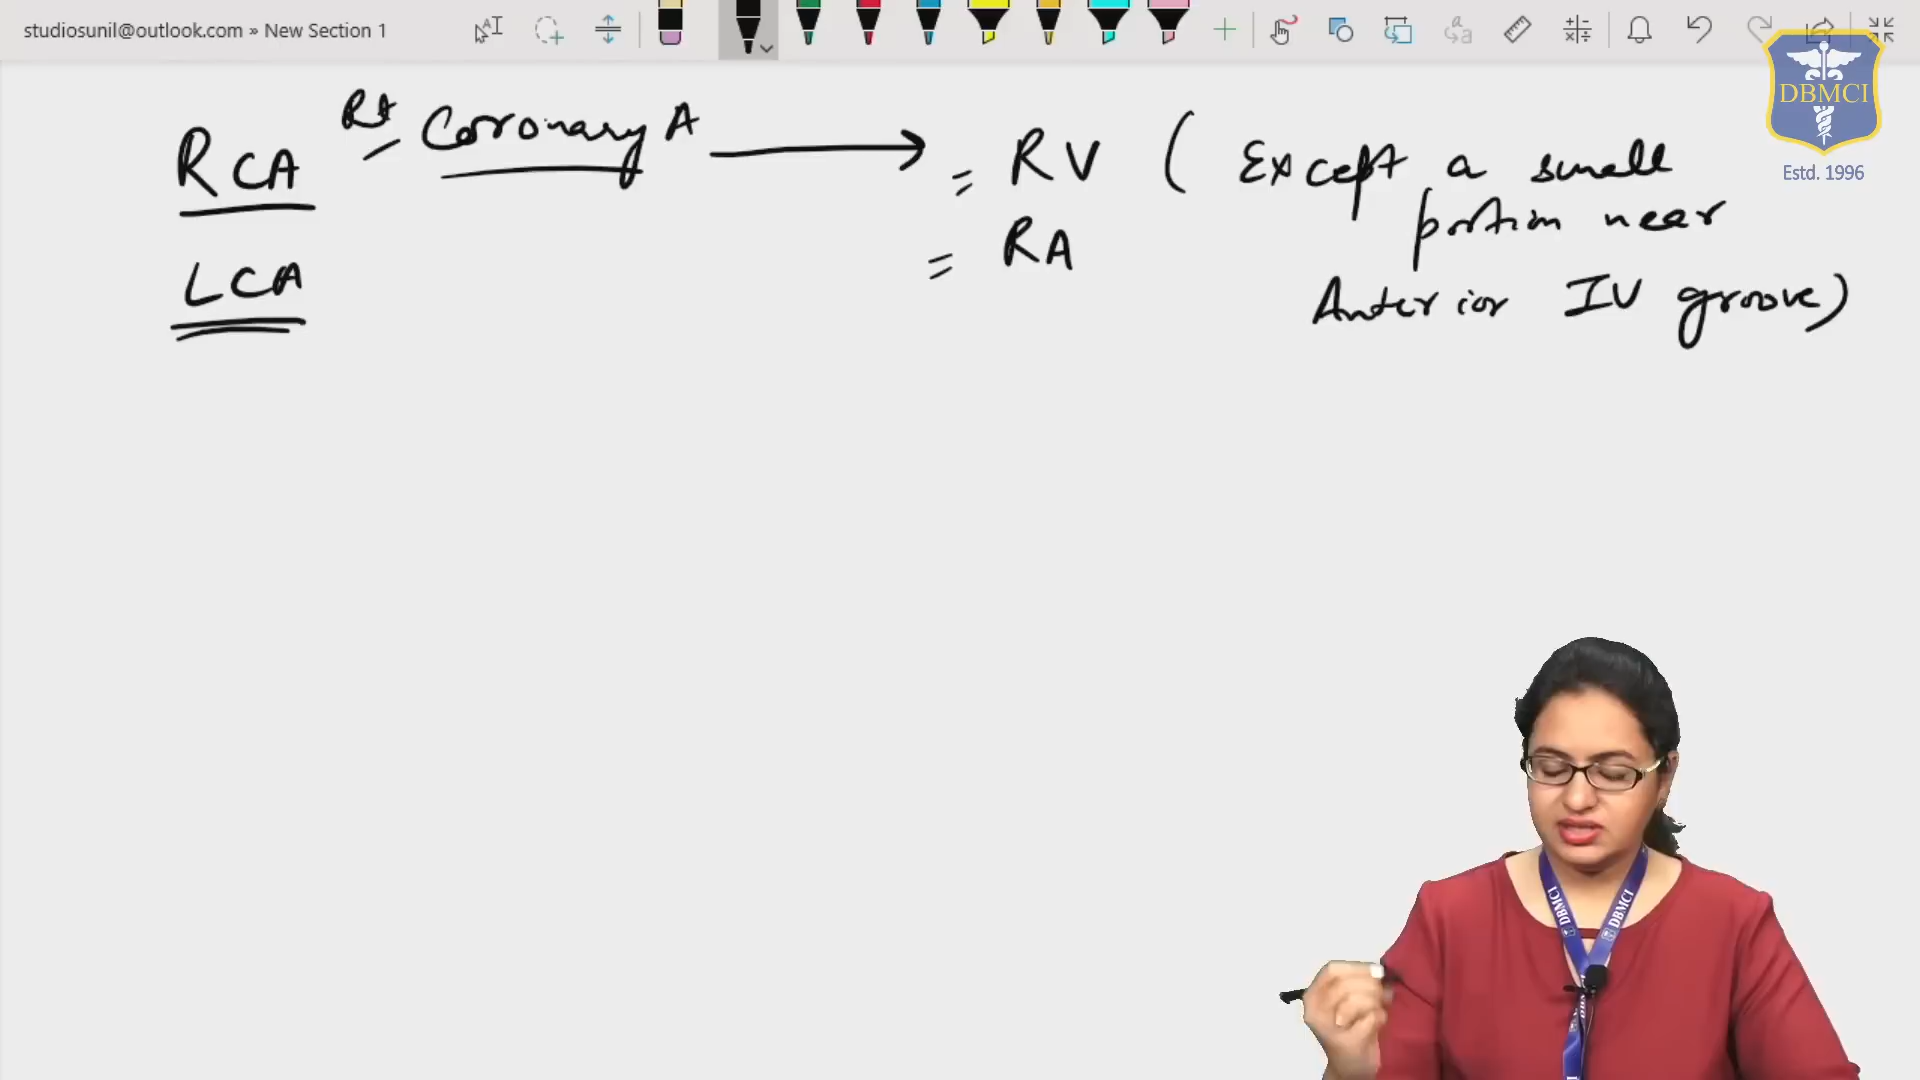 studiosunil@outlook.com » New Section 1
DBMCI
Estd. 1996
RCA Rt Coronary A → = RV ( Except a small
portion near
Anterior IV groove)
= RA
LCA
DBMCI DBMCI